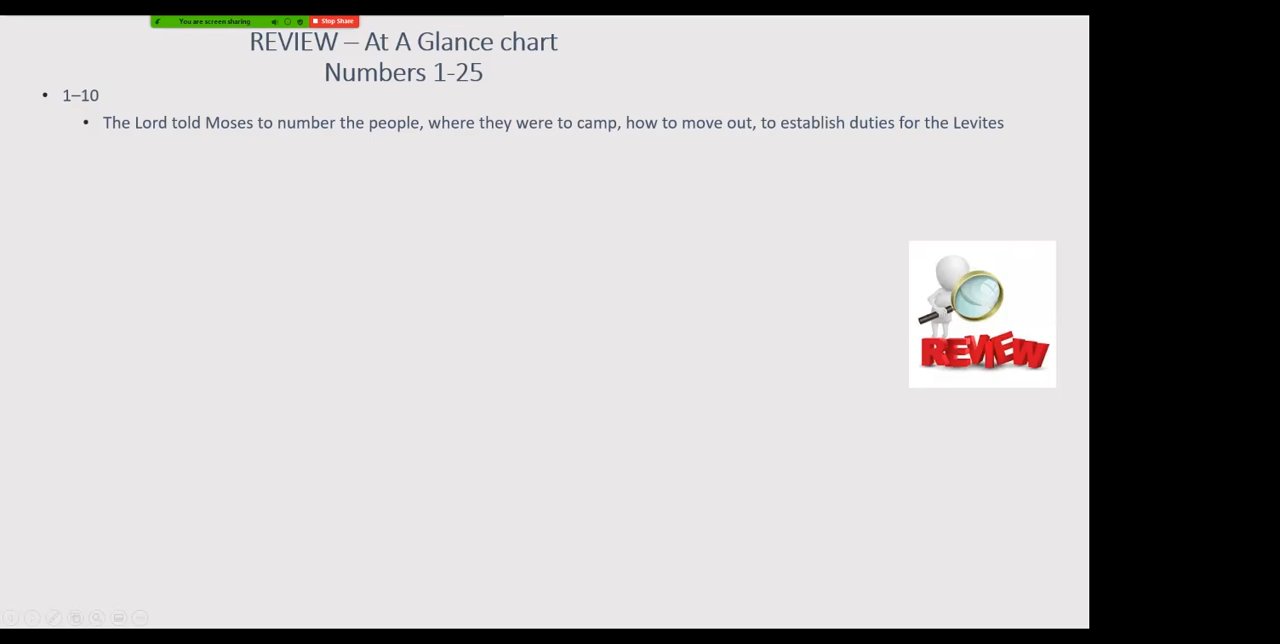 You are screen sharing Stop Share
REVIEW – At A Glance chart
Numbers 1-25
• 1–10
• The Lord told Moses to number the people, where they were to camp, how to move out, to establish duties for the Levites
REVIEW